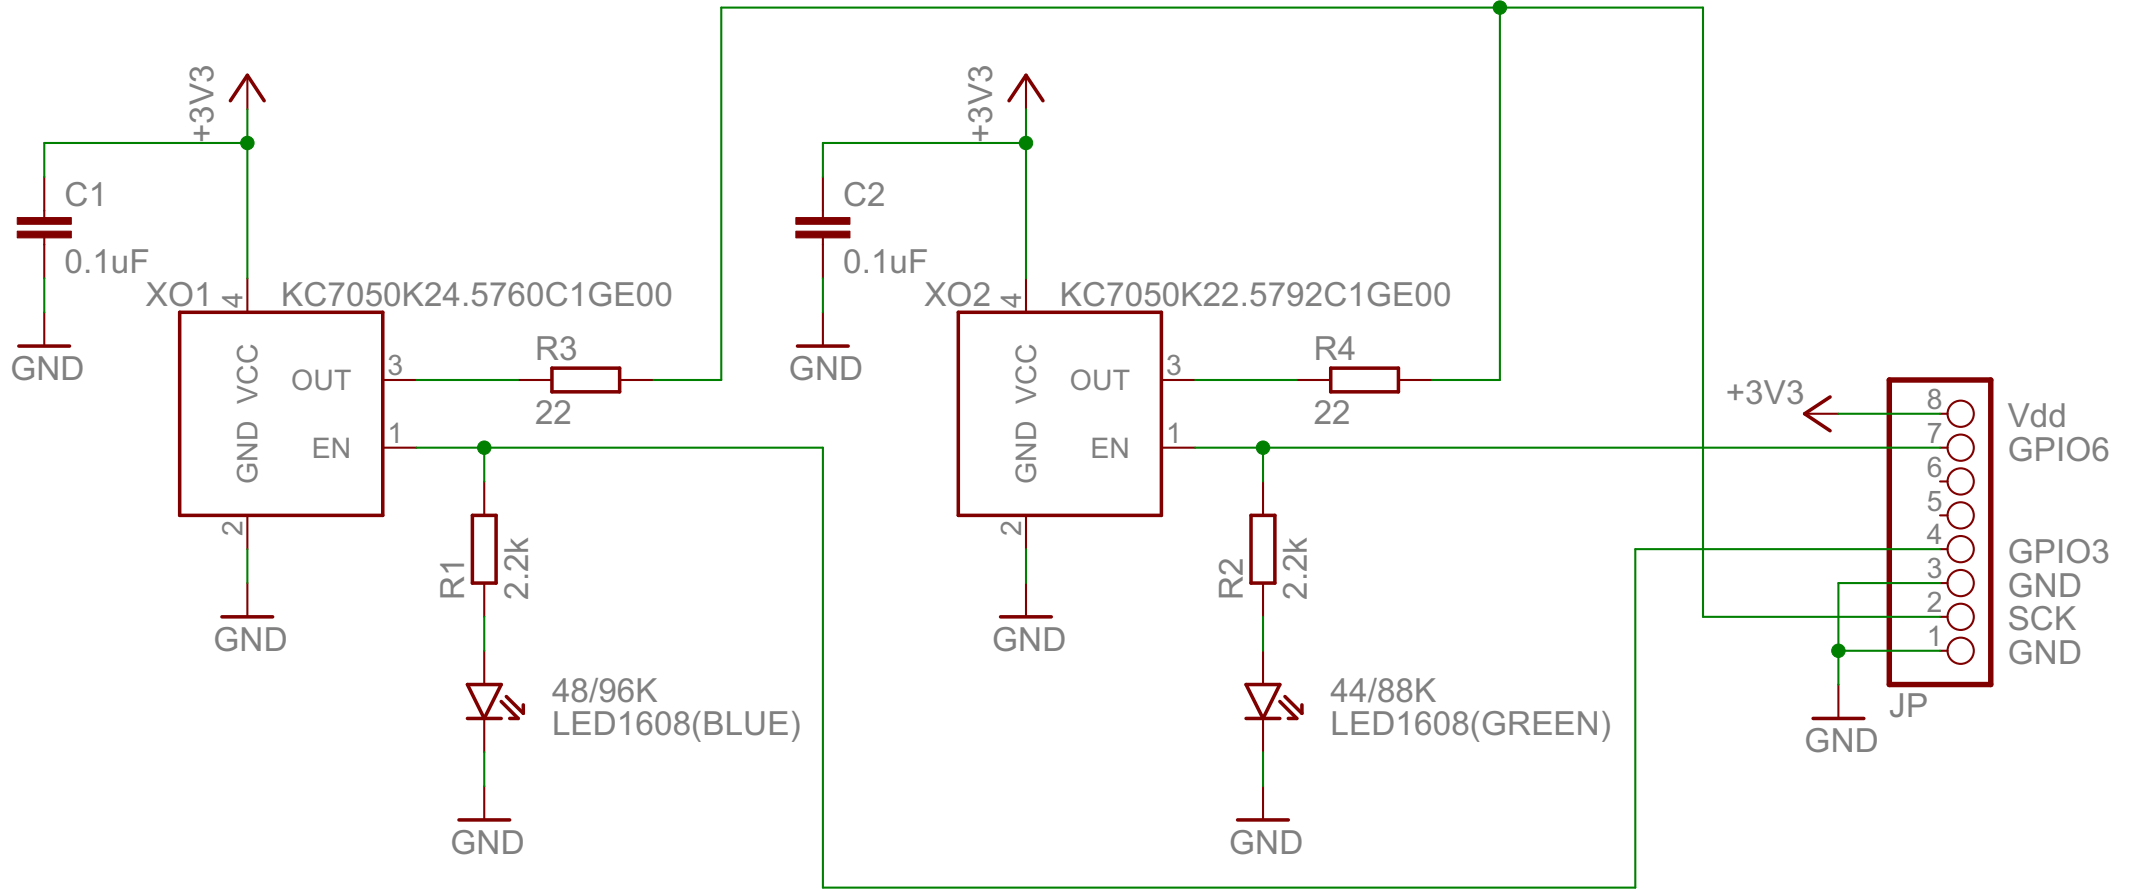 +3V3
C1
0.1uF
GND
XO1
4
KC7050K24.5760C1GE00
VCC
GND
OUT
3
EN
1
2
GND
R3
22
R1
2.2k
48/96K
LED1608(BLUE)
GND
+3V3
C2
0.1uF
GND
XO2
4
KC7050K22.5792C1GE00
VCC
GND
OUT
3
EN
1
2
GND
R4
22
R2
2.2k
44/88K
LED1608(GREEN)
GND
+3V3
8
Vdd
7
GPIO6
6
5
4
GPIO3
3
GND
2
SCK
1
GND
JP
GND